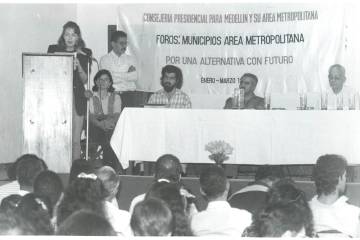 CONSEJERIA PRESIDENCIAL PARA MEDELLIN Y SU AREA METROPOLITANA
FOROS: MUNICIPIOS AREA METROPOLITANA
POR UNA ALTERNATIVA CON FUTURO
ENERO - MARZO